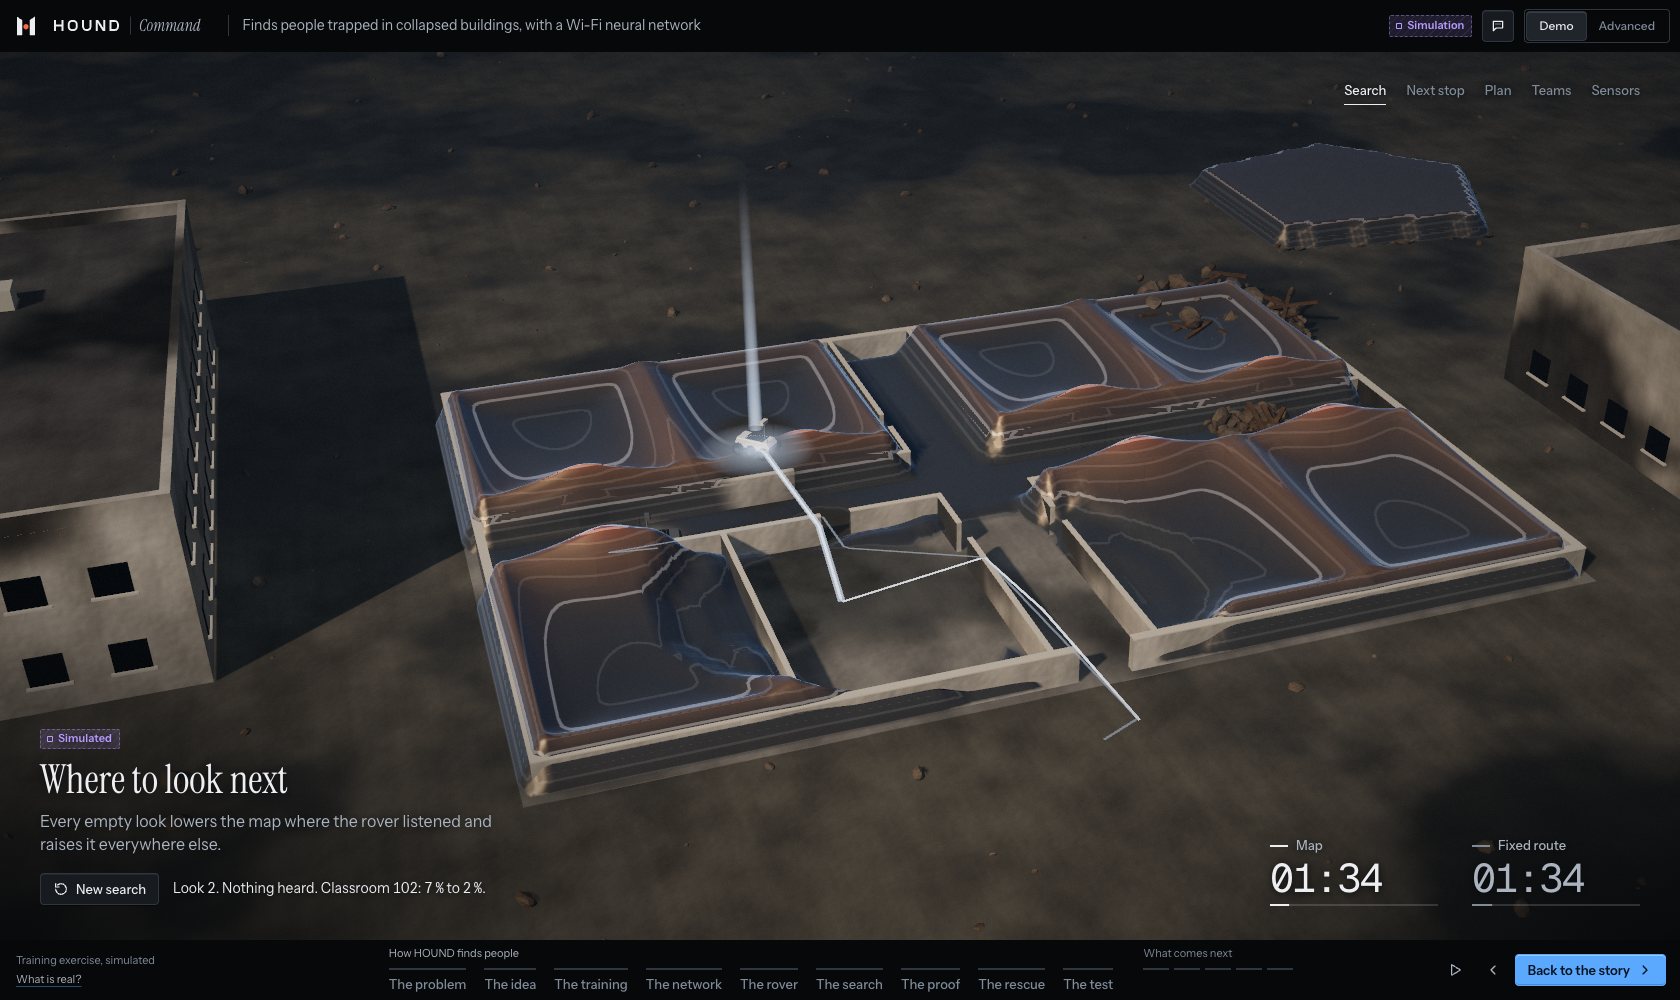 HOUND Command
Finds people trapped in collapsed buildings, with a Wi-Fi neural network
Simulation
Demo
Advanced
Search
Next stop
Plan
Teams
Sensors
Simulated
Where to look next
Every empty look lowers the map where the rover listened and
raises it everywhere else.
New search
Look 2. Nothing heard. Classroom 102: 7 % to 2 %.
Map
01:34
Fixed route
01:34
Training exercise, simulated
What is real?
How HOUND finds people
The problem
The idea
The training
The network
The rover
The search
The proof
The rescue
The test
What comes next
Back to the story